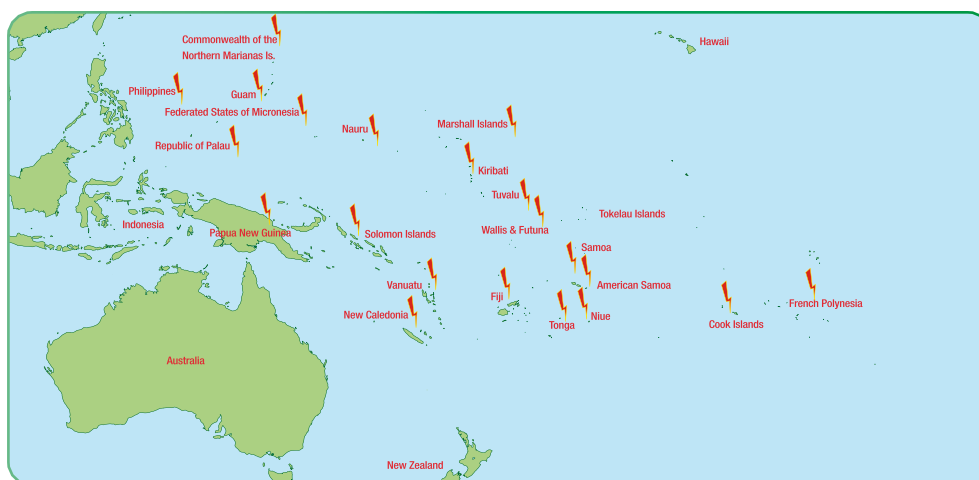 Commonwealth of the
Northern Marianas Is.
Hawaii
Philippines
Guam
Federated States of Micronesia
Nauru
Marshall Islands
Republic of Palau
Kiribati
Tuvalu
Tokelau Islands
Indonesia
Papua New Guinea
Solomon Islands
Wallis & Futuna
Samoa
Vanuatu
Fiji
American Samoa
French Polynesia
New Caledonia
Tonga
Niue
Cook Islands
Australia
New Zealand